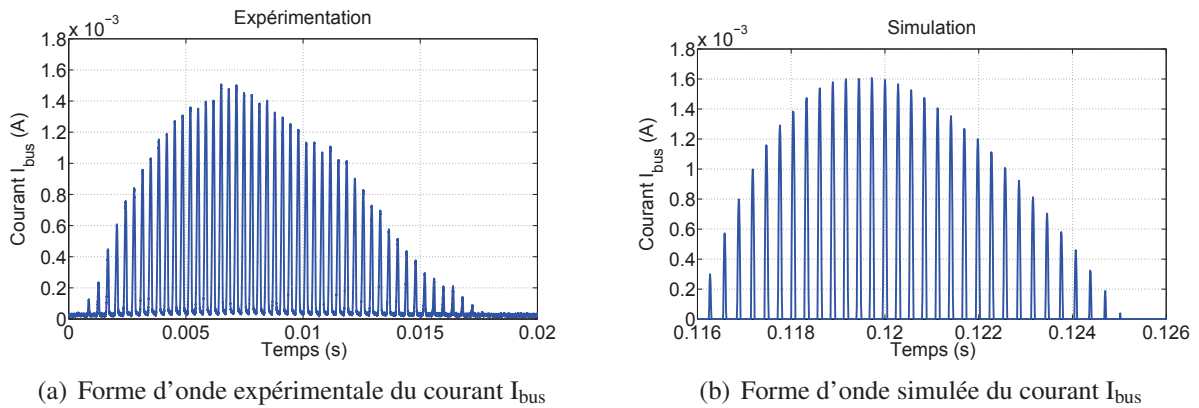 Expérimentation
1.8 x 10⁻³
1.6
1.4
1.2
1
0.8
0.6
0.4
0.2
0
Courant I_bus (A)
0 0.005 0.01 0.015 0.02
Temps (s)
(a) Forme d'onde expérimentale du courant I_bus
Simulation
1.8 x 10⁻³
1.6
1.4
1.2
1
0.8
0.6
0.4
0.2
0
Courant I_bus (A)
0.116 0.118 0.12 0.122 0.124 0.126
Temps (s)
(b) Forme d'onde simulée du courant I_bus